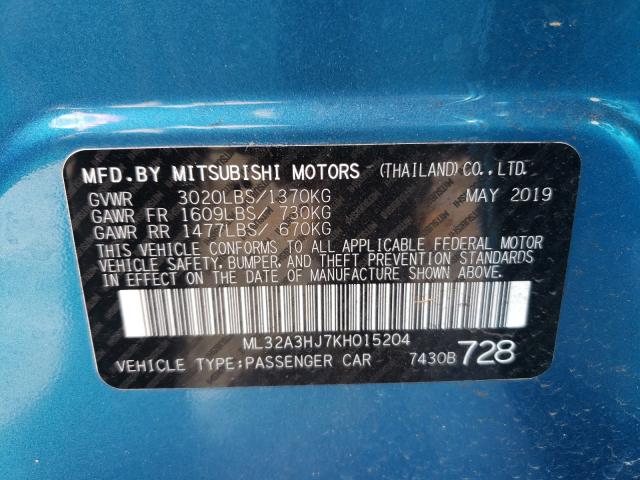 MFD.BY MITSUBISHI MOTORS (THAILAND)CO.,LTD.
GVWR 3020LBS/1370KG MAY 2019
GAWR FR 1609LBS/ 730KG
GAWR RR 1477LBS/ 670KG
THIS VEHICLE CONFORMS TO ALL APPLICABLE FEDERAL MOTOR
VEHICLE SAFETY, BUMPER, AND THEFT PREVENTION STANDARDS
IN EFFECT ON THE DATE OF MANUFACTURE SHOWN ABOVE.
ML32A3HJ7KH015204
VEHICLE TYPE:PASSENGER CAR 7430B 728